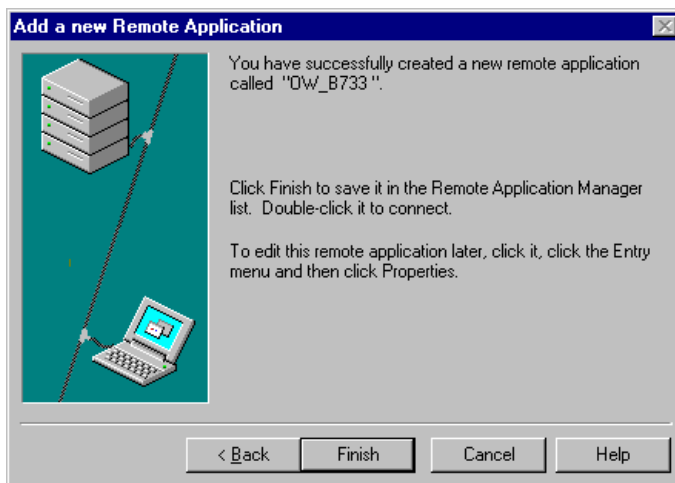 Add a new Remote Application
You have successfully created a new remote application
called "OW_B733 ".
Click Finish to save it in the Remote Application Manager
list. Double-click it to connect.
To edit this remote application later, click it, click the Entry
menu and then click Properties.
< Back
Finish
Cancel
Help